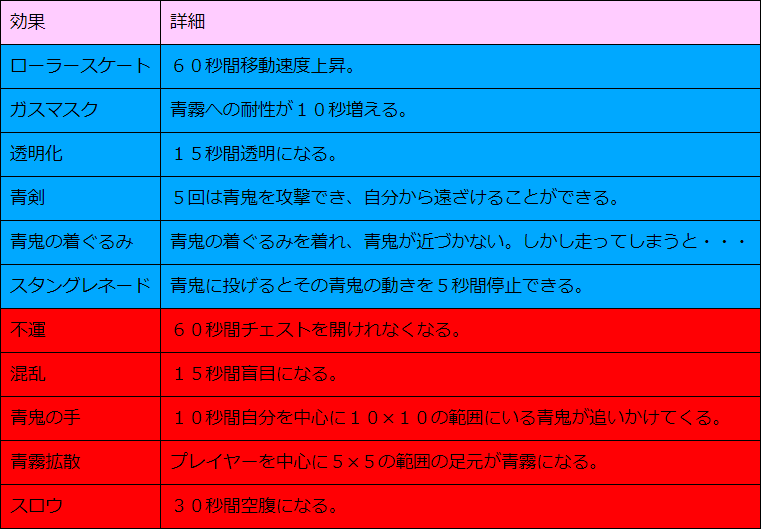 効果 詳細
ローラースケート ６０秒間移動速度上昇。
ガスマスク 青霧への耐性が１０秒増える。
透明化 １５秒間透明になる。
青剣 ５回は青鬼を攻撃でき、自分から遠ざけることができる。
青鬼の着ぐるみ 青鬼の着ぐるみを着れ、青鬼が近づかない。しかし走ってしまうと・・・
スタングレネード 青鬼に投げるとその青鬼の動きを５秒間停止できる。
不運 ６０秒間チェストを開けれなくなる。
混乱 １５秒間盲目になる。
青鬼の手 １０秒間自分を中心に１０×１０の範囲にいる青鬼が追いかけてくる。
青霧拡散 プレイヤーを中心に５×５の範囲の足元が青霧になる。
スロウ ３０秒間空腹になる。